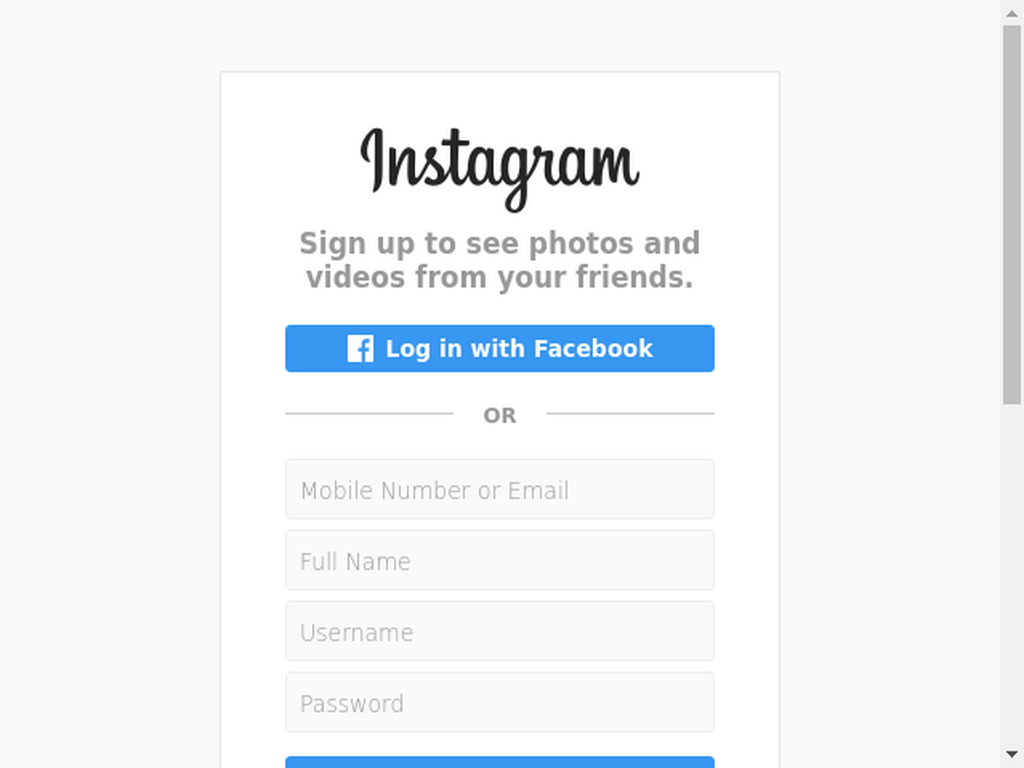 Instagram
Sign up to see photos and
videos from your friends.
Log in with Facebook
OR
Mobile Number or Email
Full Name
Username
Password